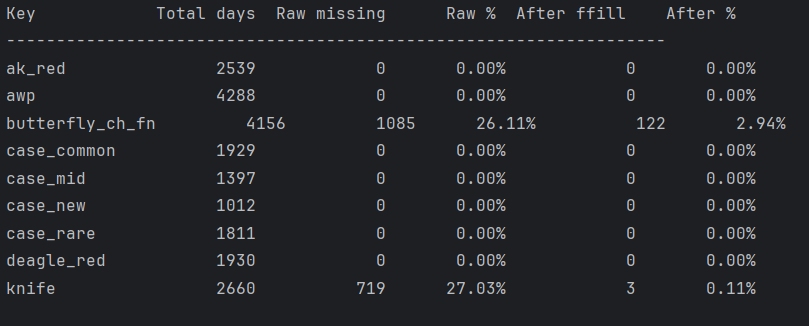 Key Total days Raw missing Raw % After ffill After %
------------------------------------------------------------------
ak_red 2539 0 0.00% 0 0.00%
awp 4288 0 0.00% 0 0.00%
butterfly_ch_fn 4156 1085 26.11% 122 2.94%
case_common 1929 0 0.00% 0 0.00%
case_mid 1397 0 0.00% 0 0.00%
case_new 1012 0 0.00% 0 0.00%
case_rare 1811 0 0.00% 0 0.00%
deagle_red 1930 0 0.00% 0 0.00%
knife 2660 719 27.03% 3 0.11%